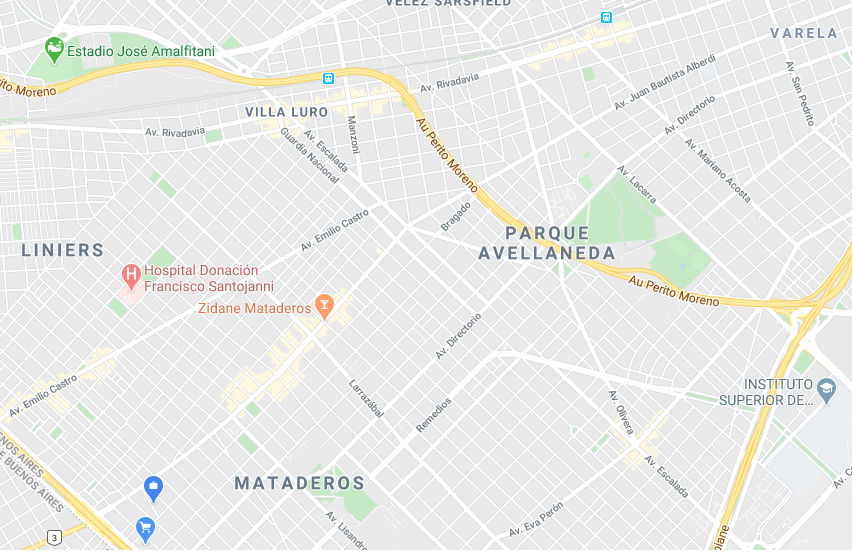 VELEZ SARSFIELD
Estadio José Amalfitani
VARELA
Perito Moreno
Av. Rivadavia
Av. Juan Bautista Alberdi
Av. San Pedrito
Av. Directorio
VILLA LURO
Manzoni
Au Perito Moreno
Av. Rivadavia
Av. Escalada
Guardia Nacional
Av. Mariano Acosta
Av. Lacarra
Av. Emilio Castro
Bragado
PARQUE
AVELLANEDA
LINIERS
Hospital Donación
Francisco Santojanni
H
Au Perito Moreno
Zidane Mataderos
Av. Directorio
Av. Emilio Castro
Larrazábal
Remedios
Av. Olivera
INSTITUTO
SUPERIOR DE...
BUENOS AIRES
DE BUENOS AIRES
MATADEROS
Av. Escalada
Av. Eva Perón
Av. Lisandro
3